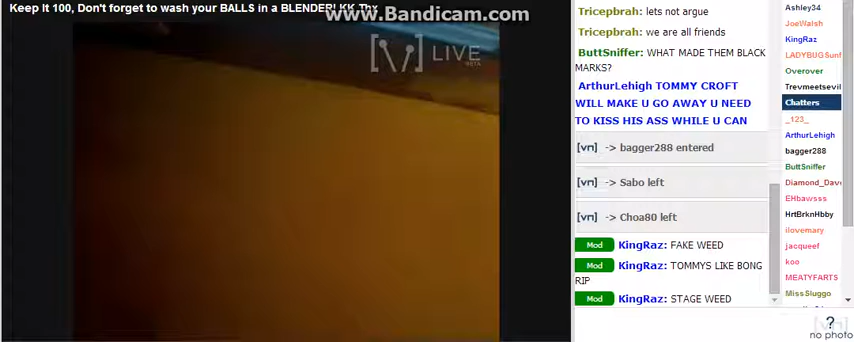 Keep It 100, Don't forget to wash your BALLS in a BLENDER! KK Thx
www.Bandicam.com
[\/] LIVE
BETA
Tricepbrah: lets not argue
Tricepbrah: we are all friends
ButtSniffer: WHAT MADE THEM BLACK
MARKS?
ArthurLehigh TOMMY CROFT
WILL MAKE U GO AWAY U NEED
TO KISS HIS ASS WHILE U CAN
[vn] -> bagger288 entered
[vn] -> Sabo left
[vn] -> Choa80 left
Mod KingRaz: FAKE WEED
Mod KingRaz: TOMMYS LIKE BONG
RIP
Mod KingRaz: STAGE WEED
Ashley34
JoeWalsh
KingRaz
LADYBUGSunf
Overover
Trevmeetsevil
Chatters
_123_
ArthurLehigh
bagger288
ButtSniffer
Diamond_Dav
EHbawsss
HrtBrknHbby
ilovemary
jacqueef
koo
MEATYFARTS
MissSluggo
[vn]
?
no photo